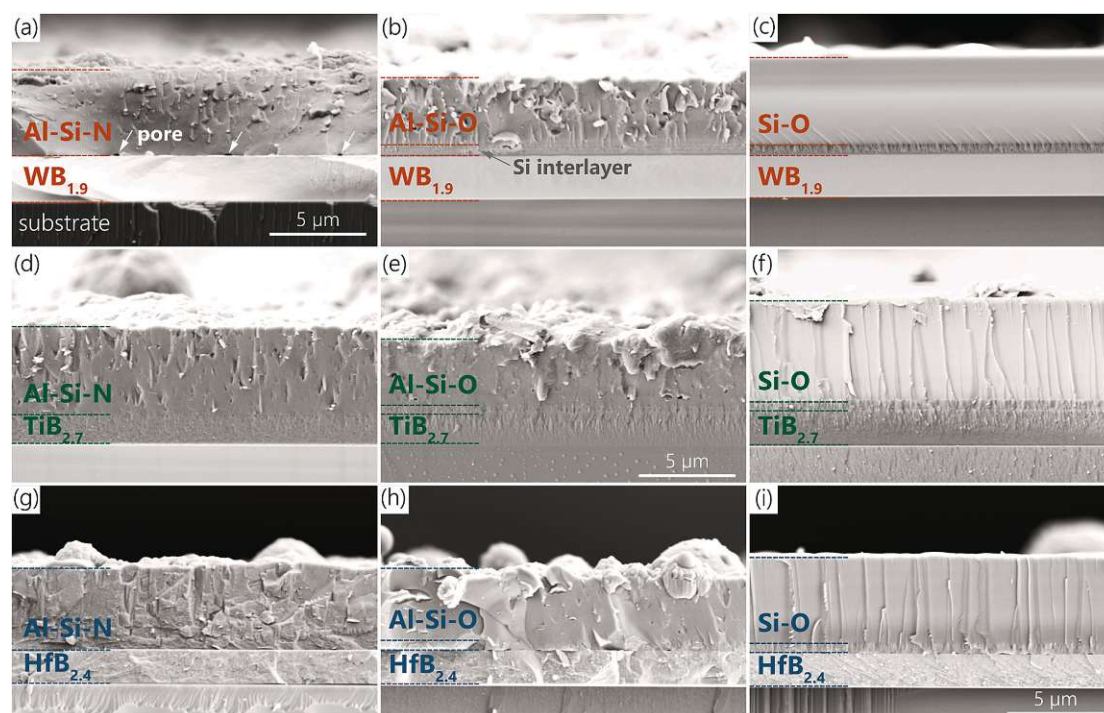 (a)
(b)
(c)
Al-Si-N
pore
Al-Si-O
Si-O
Si interlayer
WB1.9
WB1.9
WB1.9
substrate
5 µm
(d)
(e)
(f)
Al-Si-N
Al-Si-O
Si-O
TiB2.7
TiB2.7
TiB2.7
5 µm
(g)
(h)
(i)
Al-Si-N
Al-Si-O
Si-O
HfB2.4
HfB2.4
HfB2.4
5 µm